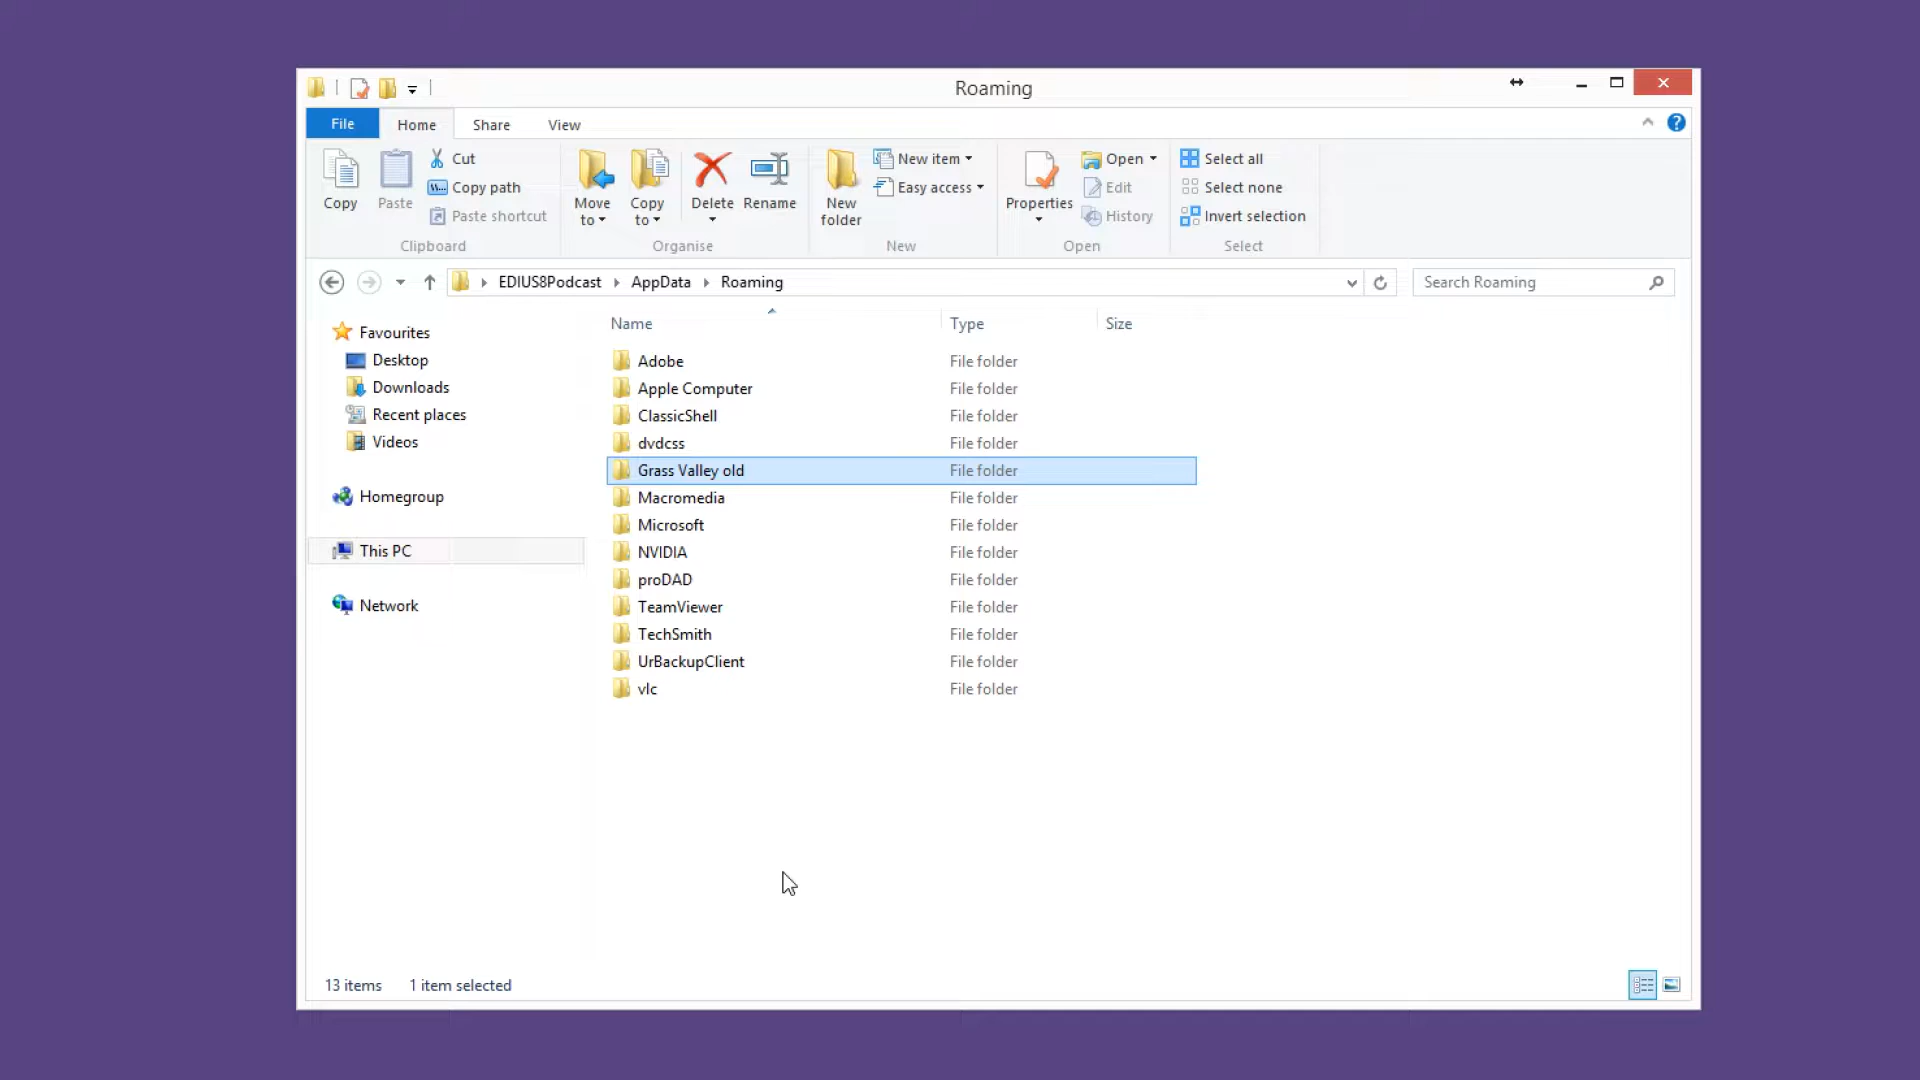 Roaming
File Home Share View
Copy
Paste
Cut
Copy path
Paste shortcut
Clipboard
Move to
Copy to
Delete
Rename
Organise
New folder
New item
Easy access
New
Properties
Open
Edit
History
Open
Select all
Select none
Invert selection
Select
EDIUS8Podcast AppData Roaming
Search Roaming
Favourites
Desktop
Downloads
Recent places
Videos
Homegroup
This PC
Network
Name Type Size
Adobe File folder
Apple Computer File folder
ClassicShell File folder
dvdcss File folder
Grass Valley old File folder
Macromedia File folder
Microsoft File folder
NVIDIA File folder
proDAD File folder
TeamViewer File folder
TechSmith File folder
UrBackupClient File folder
vlc File folder
13 items 1 item selected